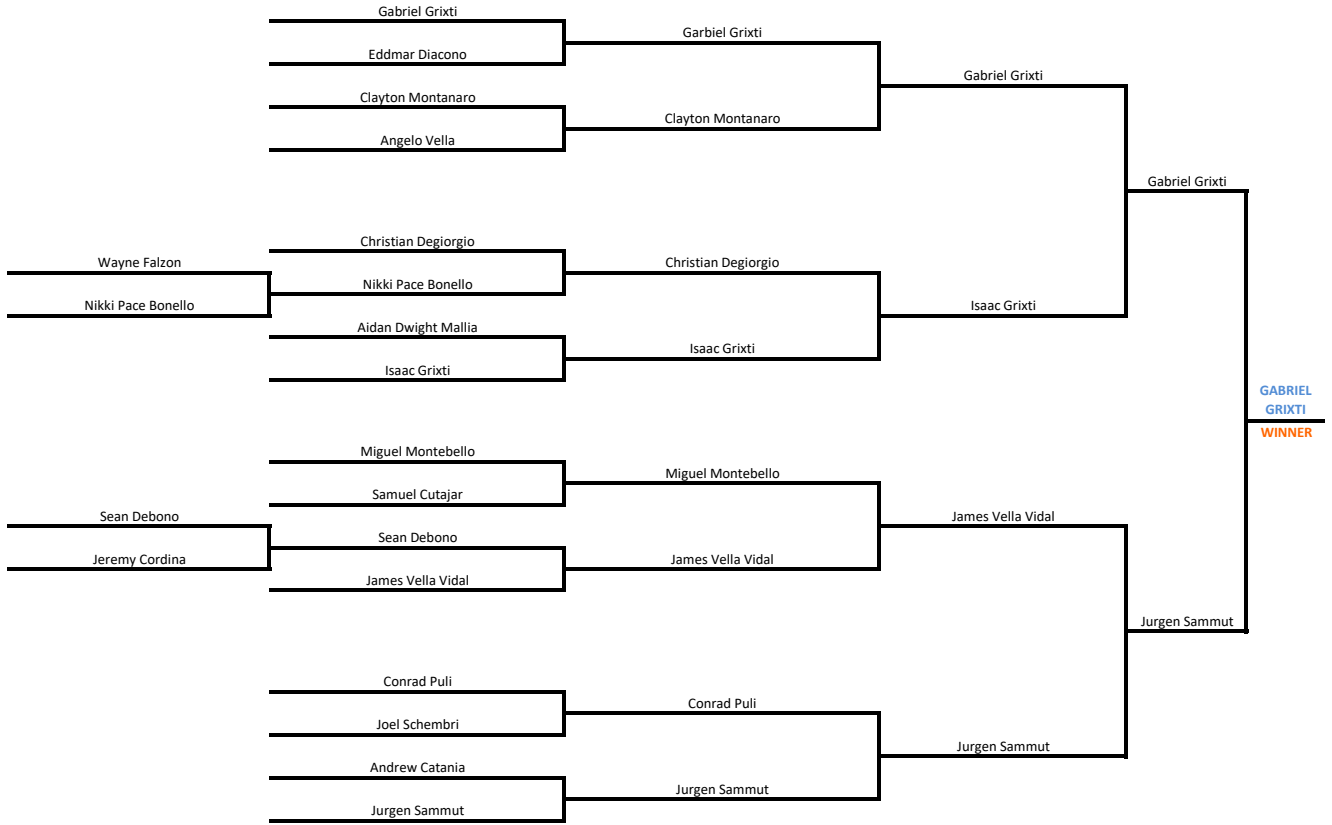 Gabriel Grixti
Garbiel Grixti
Eddmar Diacono
Gabriel Grixti
Clayton Montanaro
Clayton Montanaro
Angelo Vella
Gabriel Grixti
Christian Degiorgio
Wayne Falzon
Christian Degiorgio
Nikki Pace Bonello
Nikki Pace Bonello
Isaac Grixti
Aidan Dwight Mallia
Isaac Grixti
Isaac Grixti
GABRIEL
GRIXTI
WINNER
Miguel Montebello
Miguel Montebello
Samuel Cutajar
Sean Debono
James Vella Vidal
Sean Debono
Jeremy Cordina
James Vella Vidal
James Vella Vidal
Jurgen Sammut
Conrad Puli
Conrad Puli
Joel Schembri
Jurgen Sammut
Andrew Catania
Jurgen Sammut
Jurgen Sammut